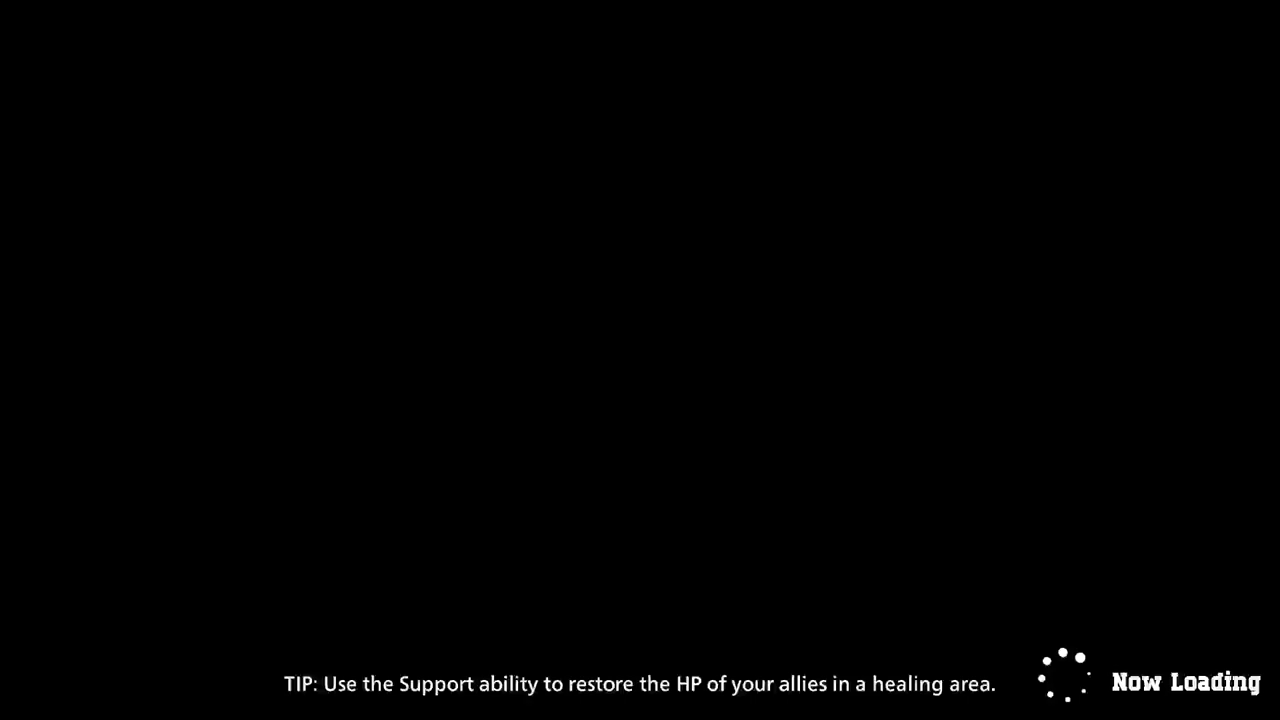 TIP: Use the Support ability to restore the HP of your allies in a healing area.
Now Loading